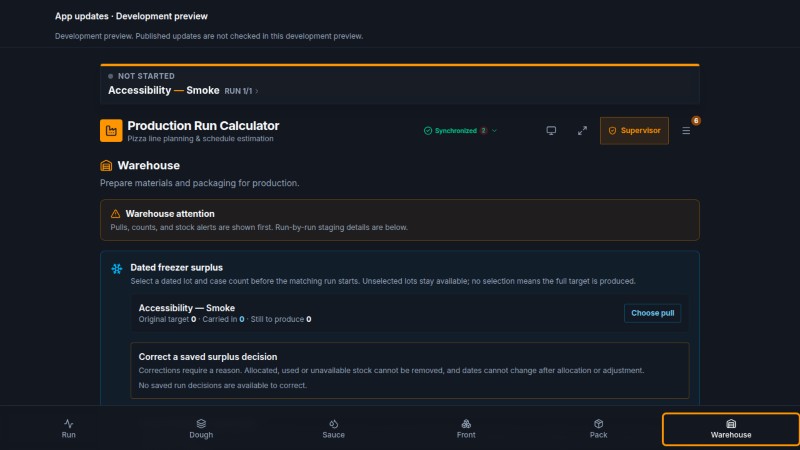 App updates · Development preview
Development preview. Published updates are not checked in this development preview.
NOT STARTED
Accessibility — Smoke RUN 1/1 ›
Production Run Calculator
Pizza line planning & schedule estimation
Synchronized 2
Supervisor
6
Warehouse
Prepare materials and packaging for production.
Warehouse attention
Pulls, counts, and stock alerts are shown first. Run-by-run staging details are below.
Dated freezer surplus
Select a dated lot and case count before the matching run starts. Unselected lots stay available; no selection means the full target is produced.
Accessibility — Smoke
Original target 0 · Carried in 0 · Still to produce 0
Choose pull
Correct a saved surplus decision
Corrections require a reason. Allocated, used or unavailable stock cannot be removed, and dates cannot change after allocation or adjustment.
No saved run decisions are available to correct.
Run
Dough
Sauce
Front
Pack
Warehouse